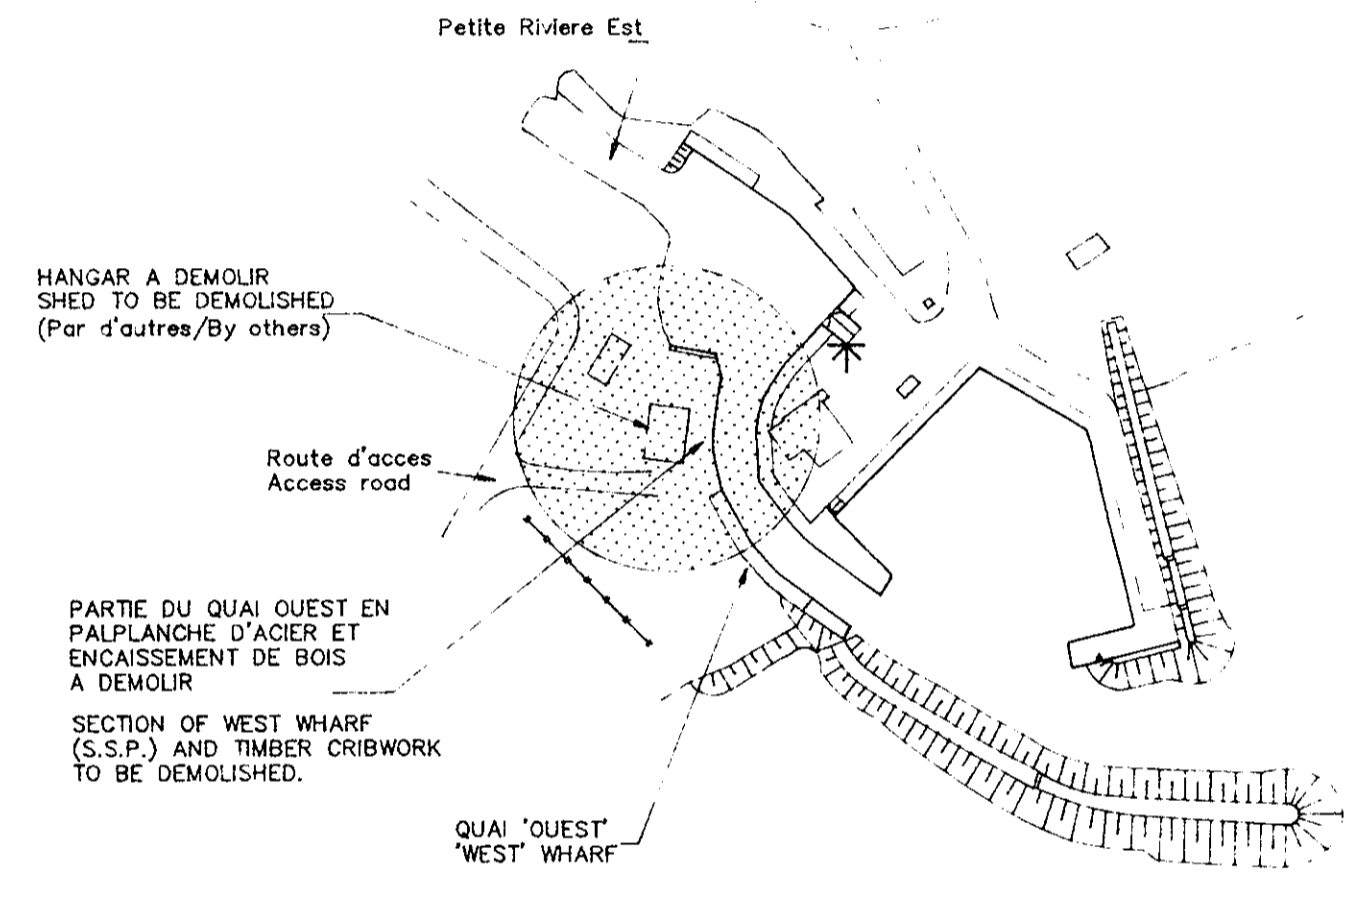 Petite Riviere Est
HANGAR A DEMOLIR
SHED TO BE DEMOLISHED
(Par d'autres/By others)
Route d'acces
Access road
PARTIE DU QUAI OUEST EN
PALPLANCHE D'ACIER ET
ENCAISSEMENT DE BOIS
A DEMOLIR
SECTION OF WEST WHARF
(S.S.P.) AND TIMBER CRIBWORK
TO BE DEMOLISHED.
QUAI 'OUEST'
'WEST' WHARF